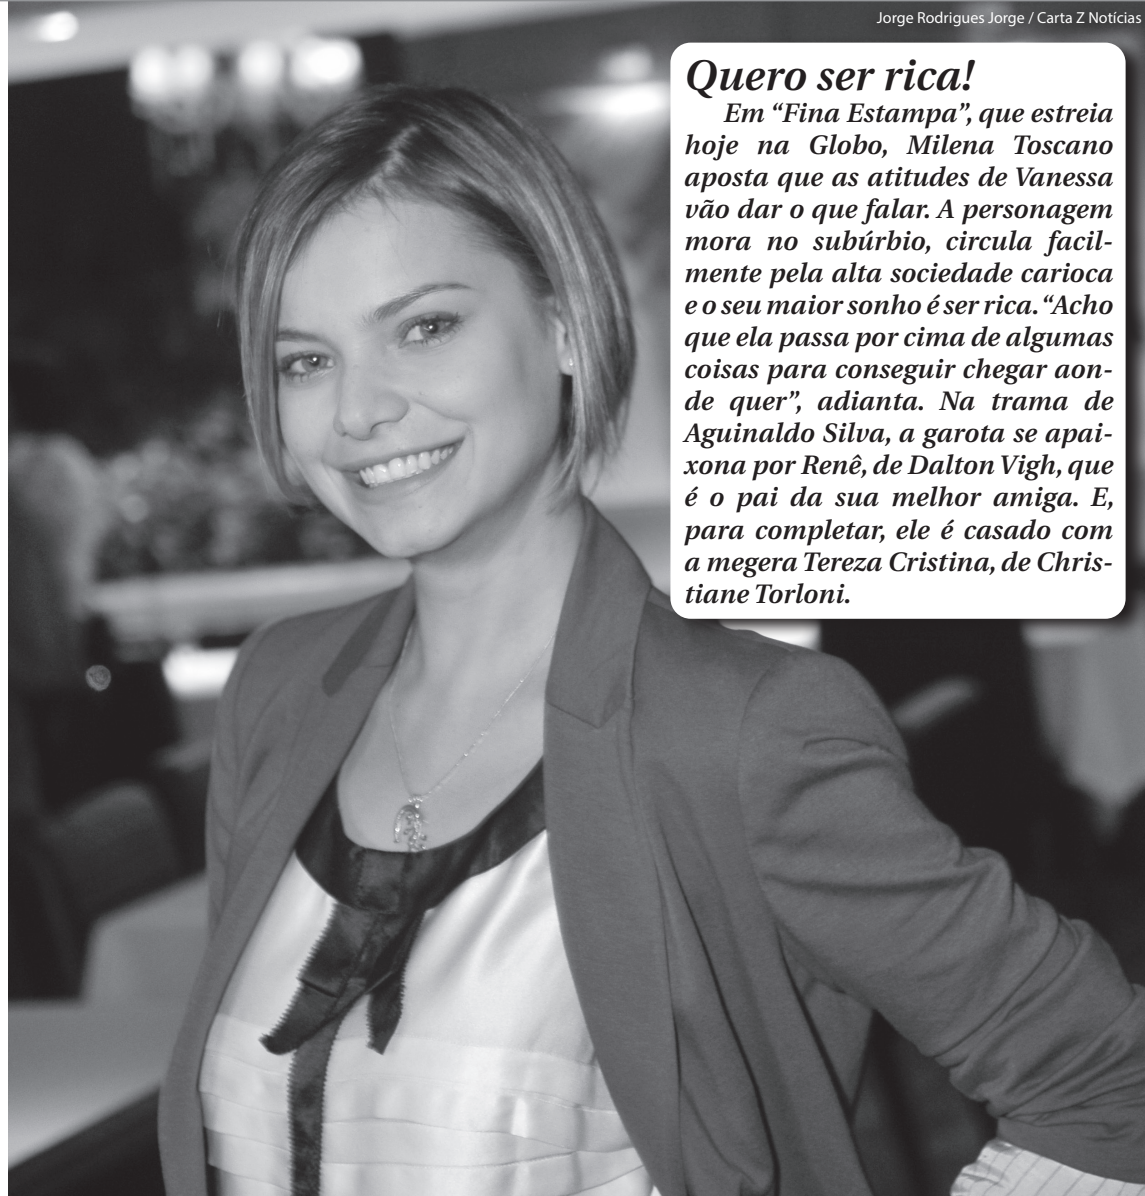 Jorge Rodrigues Jorge / Carta Z Notícias
Quero ser rica!
Em “Fina Estampa”, que estreia
hoje na Globo, Milena Toscano
aposta que as atitudes de Vanessa
vão dar o que falar. A personagem
mora no subúrbio, circula facil-
mente pela alta sociedade carioca
e o seu maior sonho é ser rica. “Acho
que ela passa por cima de algumas
coisas para conseguir chegar aon-
de quer”, adianta. Na trama de
Aguinaldo Silva, a garota se apai-
xona por Renê, de Dalton Vigh, que
é o pai da sua melhor amiga. E,
para completar, ele é casado com
a megera Tereza Cristina, de Chris-
tiane Torloni.